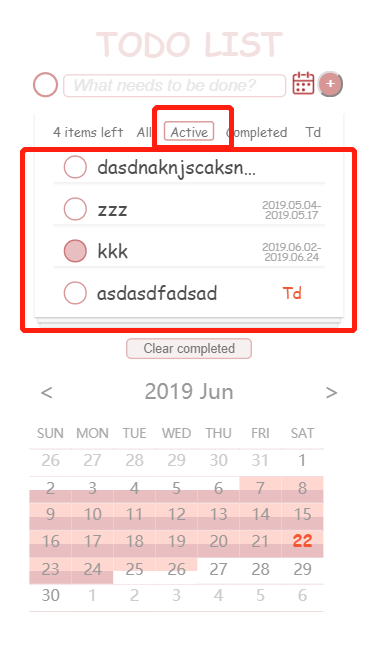 TODO LIST
What needs to be done? +
4 items left All Active Completed Td
dasdnaknjscaksn...
zzz 2019.05.04-
2019.05.17
kkk 2019.06.02-
2019.06.24
asdasdfadsad Td
Clear completed
< 2019 Jun >
SUN MON TUE WED THU FRI SAT
26 27 28 29 30 31 1
2 3 4 5 6 7 8
9 10 11 12 13 14 15
16 17 18 19 20 21 22
23 24 25 26 27 28 29
30 1 2 3 4 5 6